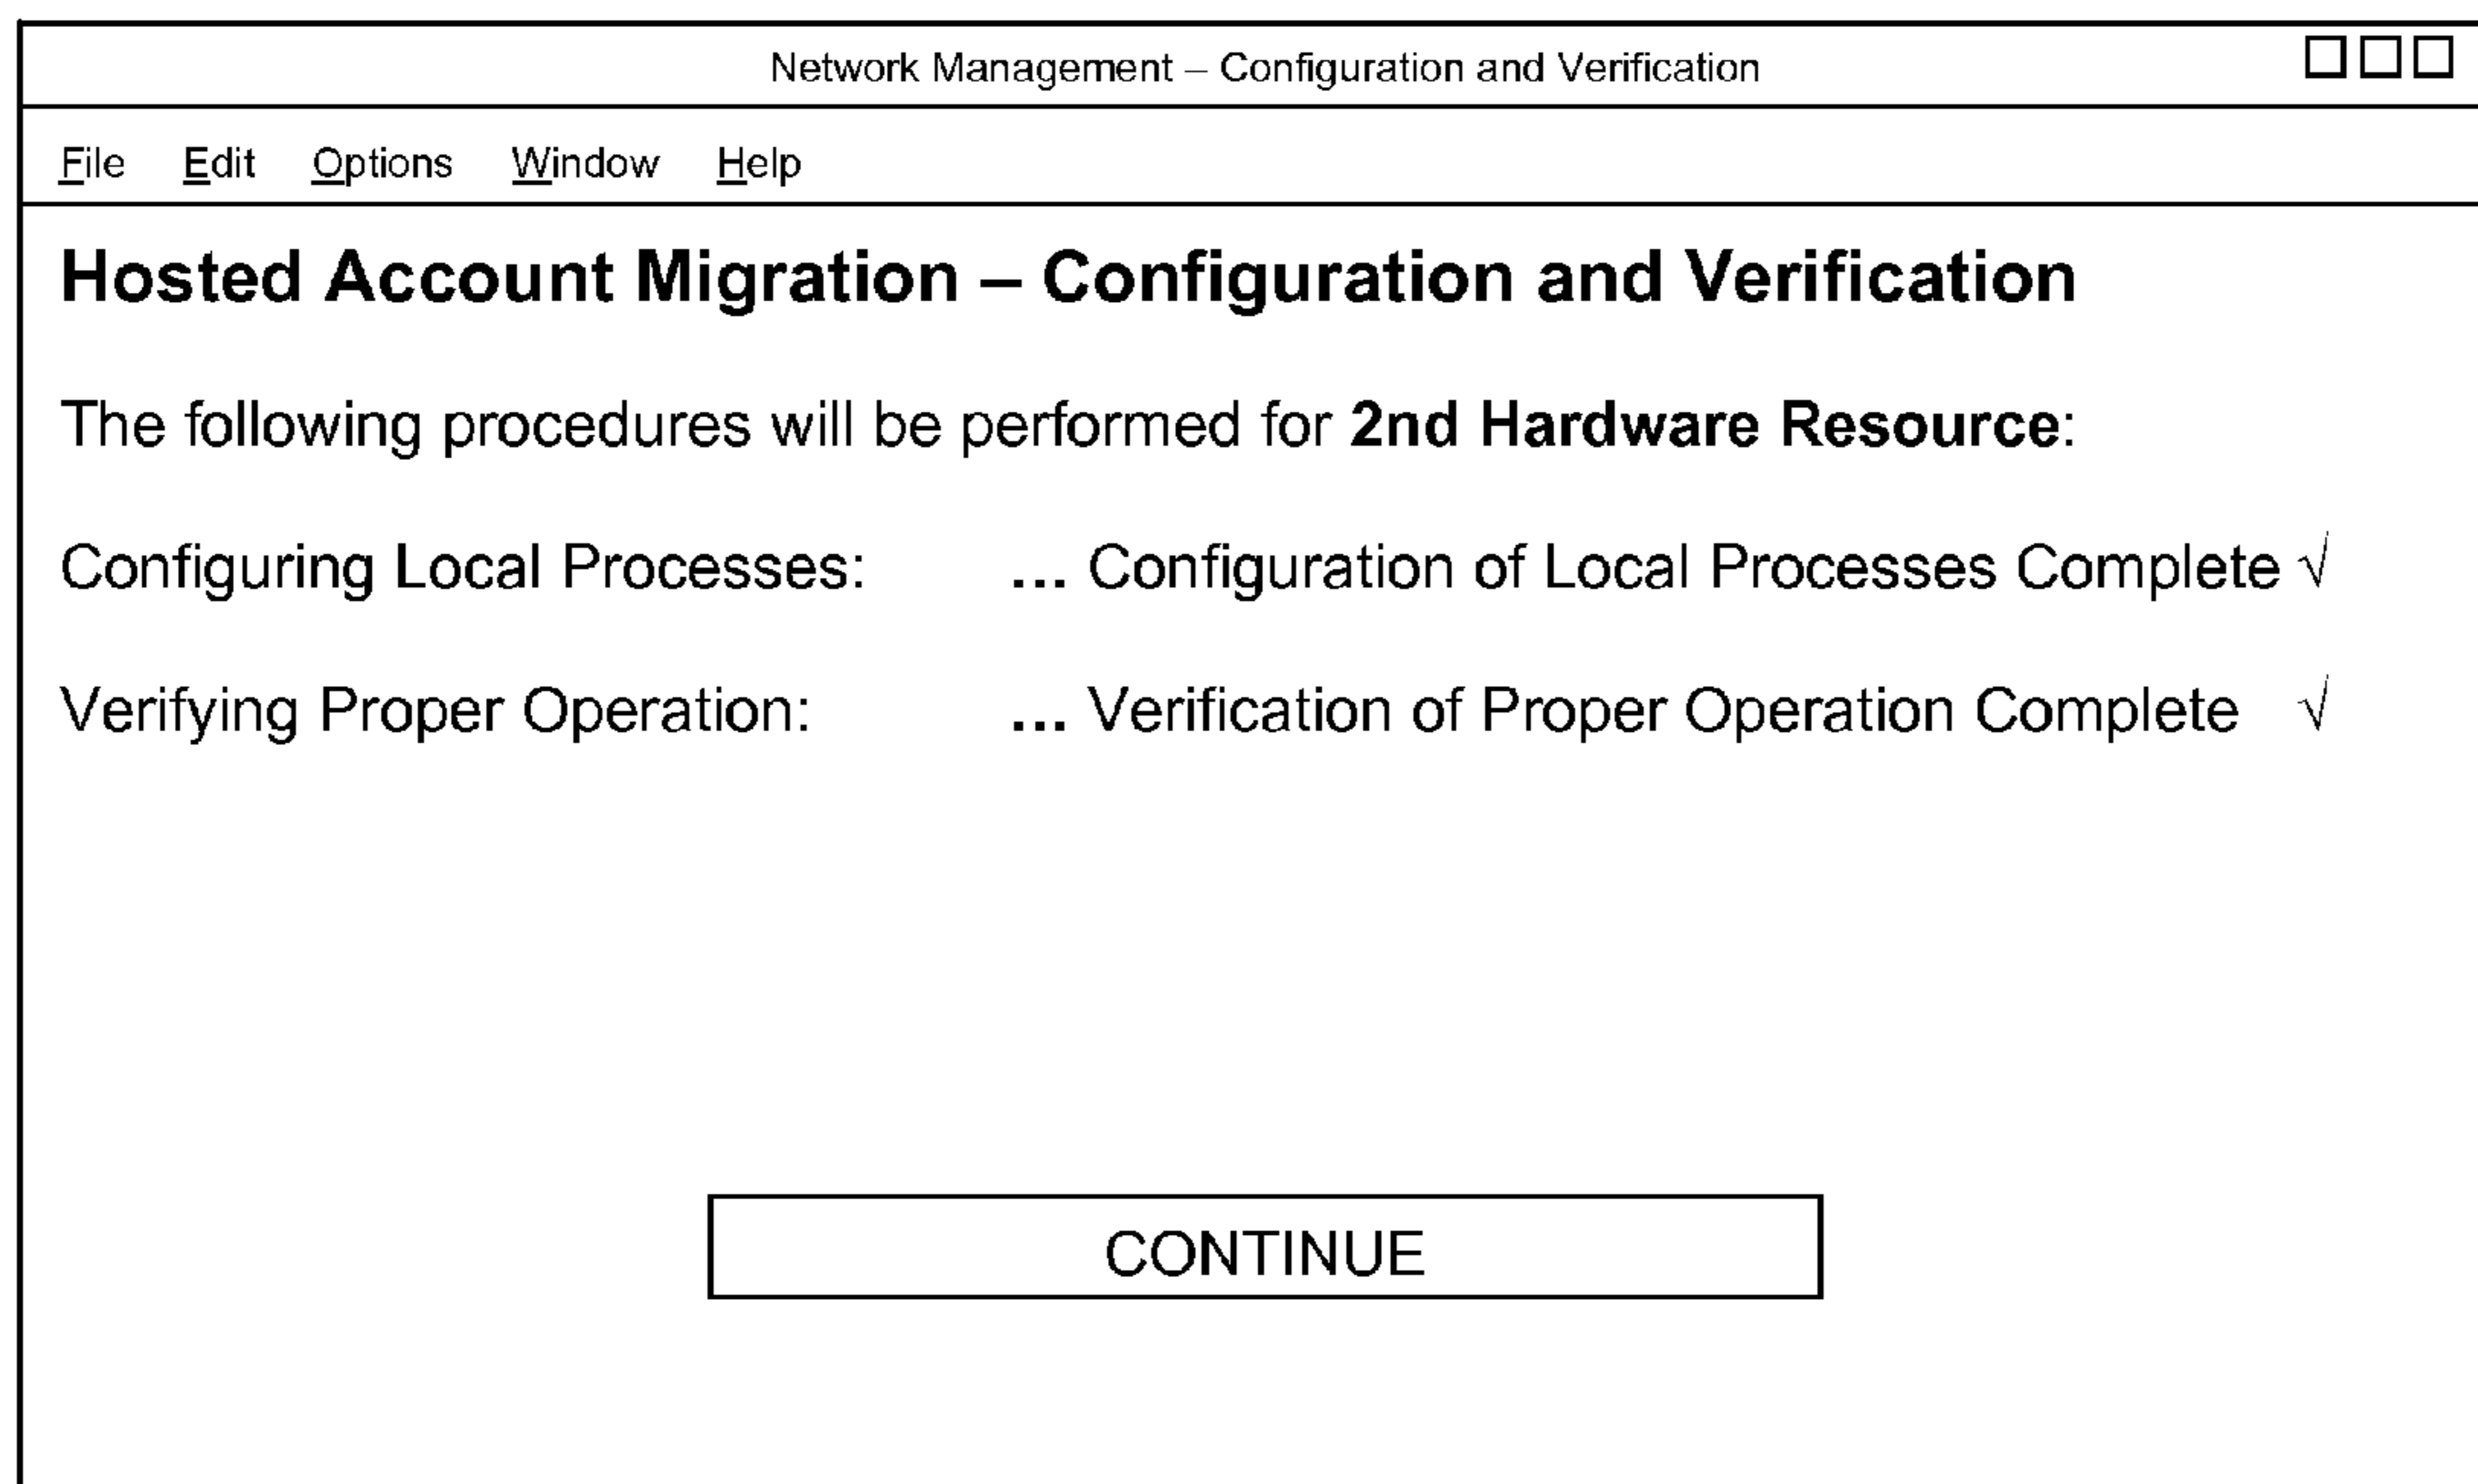 Network Management – Configuration and Verification
File Edit Options Window Help
Hosted Account Migration – Configuration and Verification
The following procedures will be performed for 2nd Hardware Resource:
Configuring Local Processes: ... Configuration of Local Processes Complete √
Verifying Proper Operation: ... Verification of Proper Operation Complete √
CONTINUE